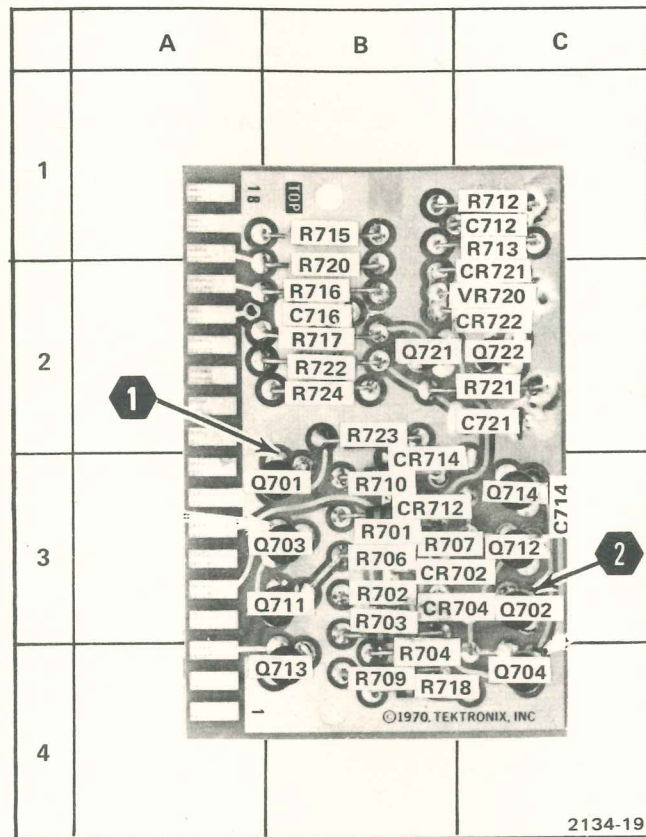 A B C
1
18
TOP
R712
C712
R715
R713
R720
CR721
R716
VR720
C716
CR722
R717
Q721
Q722
2
R722
R724
R721
1
C721
R723
CR714
Q701
R710
Q714
C714
CR712
R701
Q703
R707
Q712
2
3
R706
CR702
R702
Q711
CR704
Q702
R703
R704
Q713
Q704
R709
R718
1
©1970, TEKTRONIX, INC
4
2134-19